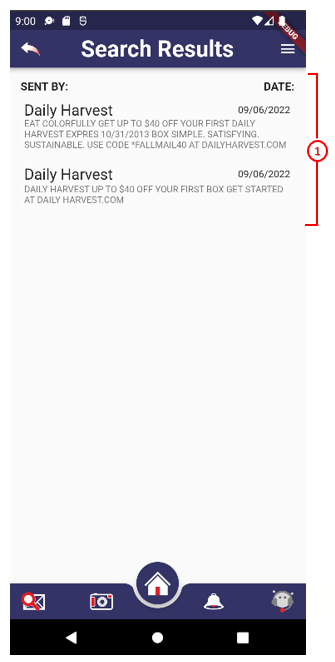 9:00
DEBUG
Search Results
SENT BY:
DATE:
Daily Harvest
09/06/2022
EAT COLORFULLY GET UP TO $40 OFF YOUR FIRST DAILY
HARVEST EXPRES 10/31/2013 BOX SIMPLE. SATISFYING.
SUSTAINABLE. USE CODE *FALLMAIL40 AT DAILYHARVEST.COM
1
Daily Harvest
09/06/2022
DAILY HARVEST UP TO $40 OFF YOUR FIRST BOX GET STARTED
AT DAILY HARVEST.COM